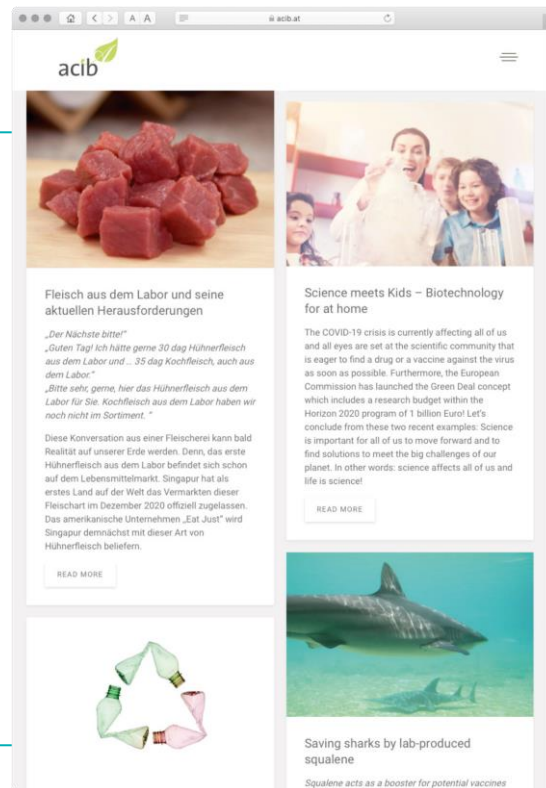 A A
acib.at
acib
Fleisch aus dem Labor und seine
aktuellen Herausforderungen
„Der Nächste bitte!"
„Guten Tag! Ich hätte gerne 30 dag Hühnerfleisch
aus dem Labor und ... 35 dag Kochfleisch, auch aus
dem Labor."
„Bitte sehr, gerne, hier das Hühnerfleisch aus dem
Labor für Sie. Kochfleisch aus dem Labor haben wir
noch nicht im Sortiment. "
Diese Konversation aus einer Fleischerei kann bald
Realität auf unserer Erde werden. Denn, das erste
Hühnerfleisch aus dem Labor befindet sich schon
auf dem Lebensmittelmarkt. Singapur hat als
erstes Land auf der Welt das Vermarkten dieser
Fleischart im Dezember 2020 offiziell zugelassen.
Das amerikanische Unternehmen „Eat Just" wird
Singapur demnächst mit dieser Art von
Hühnerfleisch beliefern.
READ MORE
Science meets Kids – Biotechnology
for at home
The COVID-19 crisis is currently affecting all of us
and all eyes are set at the scientific community that
is eager to find a drug or a vaccine against the virus
as soon as possible. Furthermore, the European
Commission has launched the Green Deal concept
which includes a research budget within the
Horizon 2020 program of 1 billion Euro! Let's
conclude from these two recent examples: Science
is important for all of us to move forward and to
find solutions to meet the big challenges of our
planet. In other words: science affects all of us and
life is science!
READ MORE
Saving sharks by lab-produced
squalene
Squalene acts as a booster for potential vaccines